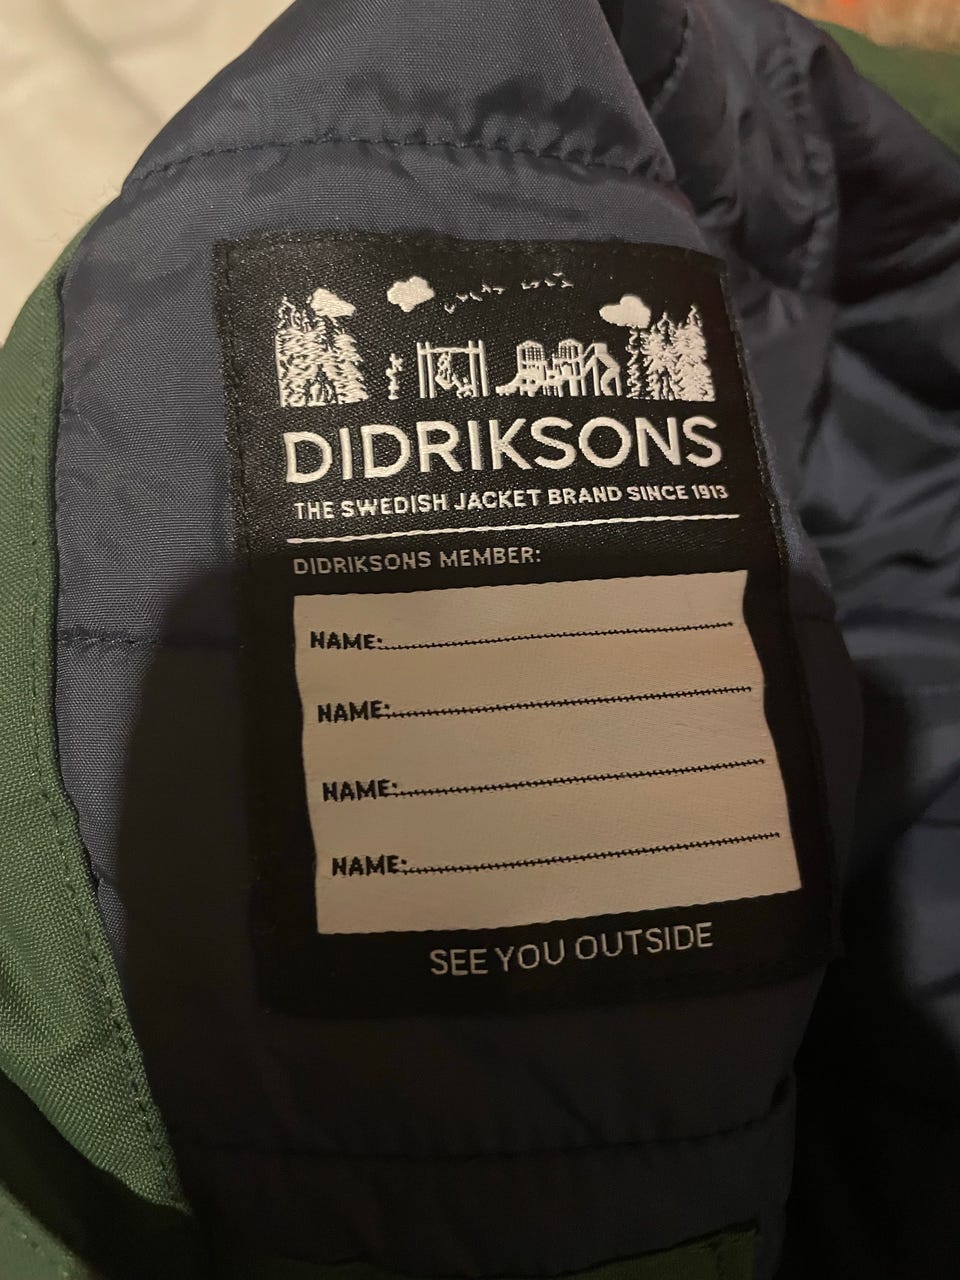 DIDRIKSONS
THE SWEDISH JACKET BRAND SINCE 1913
DIDRIKSONS MEMBER:
NAME:
NAME:
NAME:
NAME:
SEE YOU OUTSIDE